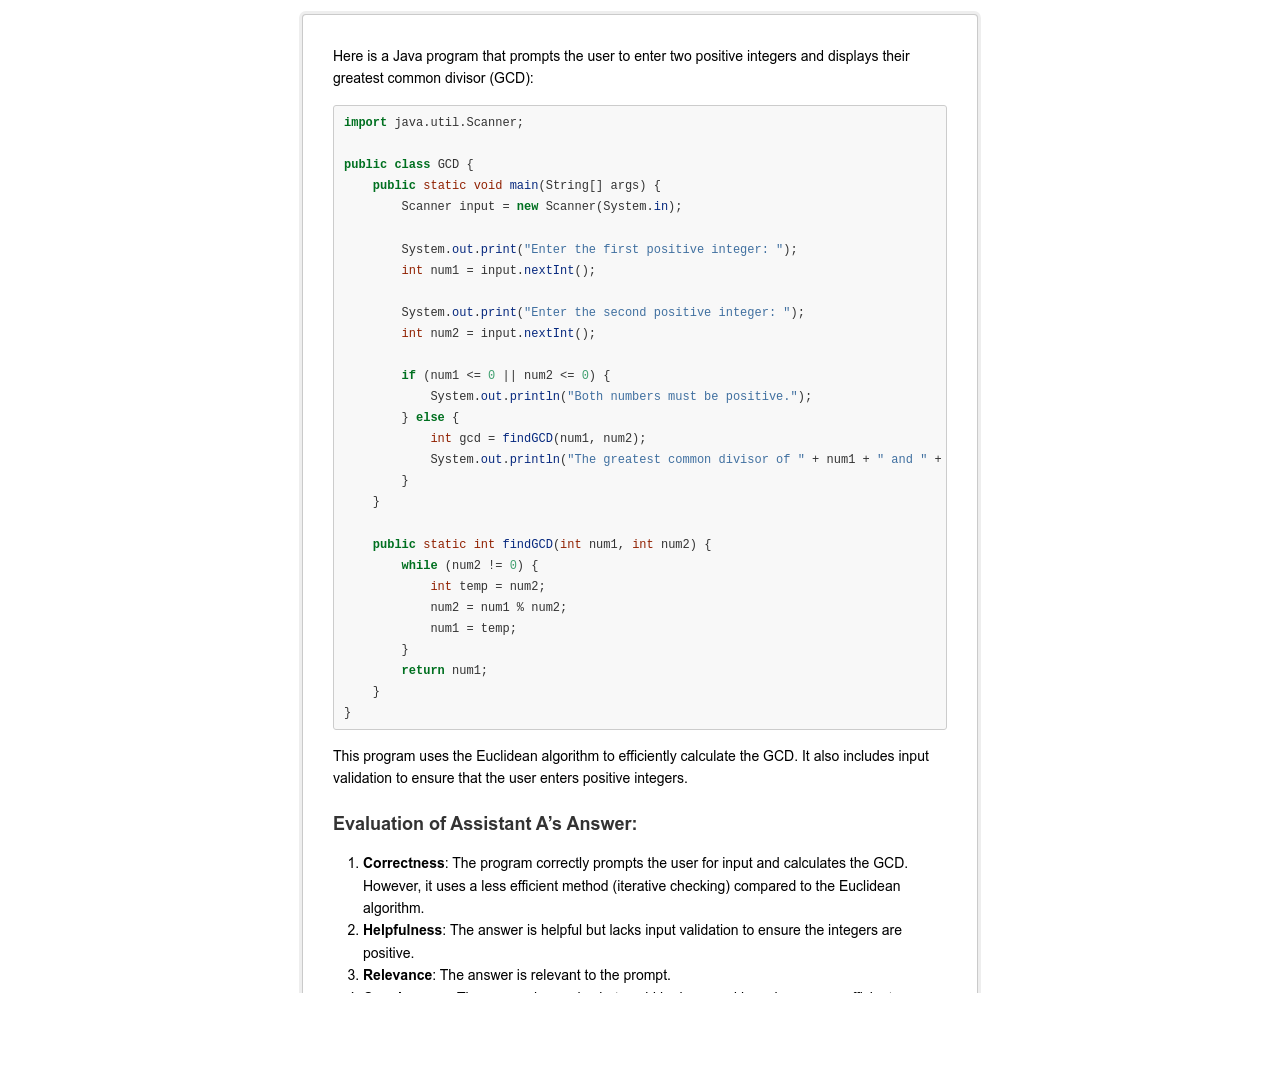 Here is a Java program that prompts the user to enter two positive integers and displays their
greatest common divisor (GCD):
import java.util.Scanner;
public class GCD {
    public static void main(String[] args) {
        Scanner input = new Scanner(System.in);
        System.out.print("Enter the first positive integer: ");
        int num1 = input.nextInt();
        System.out.print("Enter the second positive integer: ");
        int num2 = input.nextInt();
        if (num1 <= 0 || num2 <= 0) {
            System.out.println("Both numbers must be positive.");
        } else {
            int gcd = findGCD(num1, num2);
            System.out.println("The greatest common divisor of " + num1 + " and " +
        }
    }
    public static int findGCD(int num1, int num2) {
        while (num2 != 0) {
            int temp = num2;
            num2 = num1 % num2;
            num1 = temp;
        }
        return num1;
    }
}
This program uses the Euclidean algorithm to efficiently calculate the GCD. It also includes input
validation to ensure that the user enters positive integers.
Evaluation of Assistant A’s Answer:
1. Correctness: The program correctly prompts the user for input and calculates the GCD.
However, it uses a less efficient method (iterative checking) compared to the Euclidean
algorithm.
2. Helpfulness: The answer is helpful but lacks input validation to ensure the integers are
positive.
3. Relevance: The answer is relevant to the prompt.